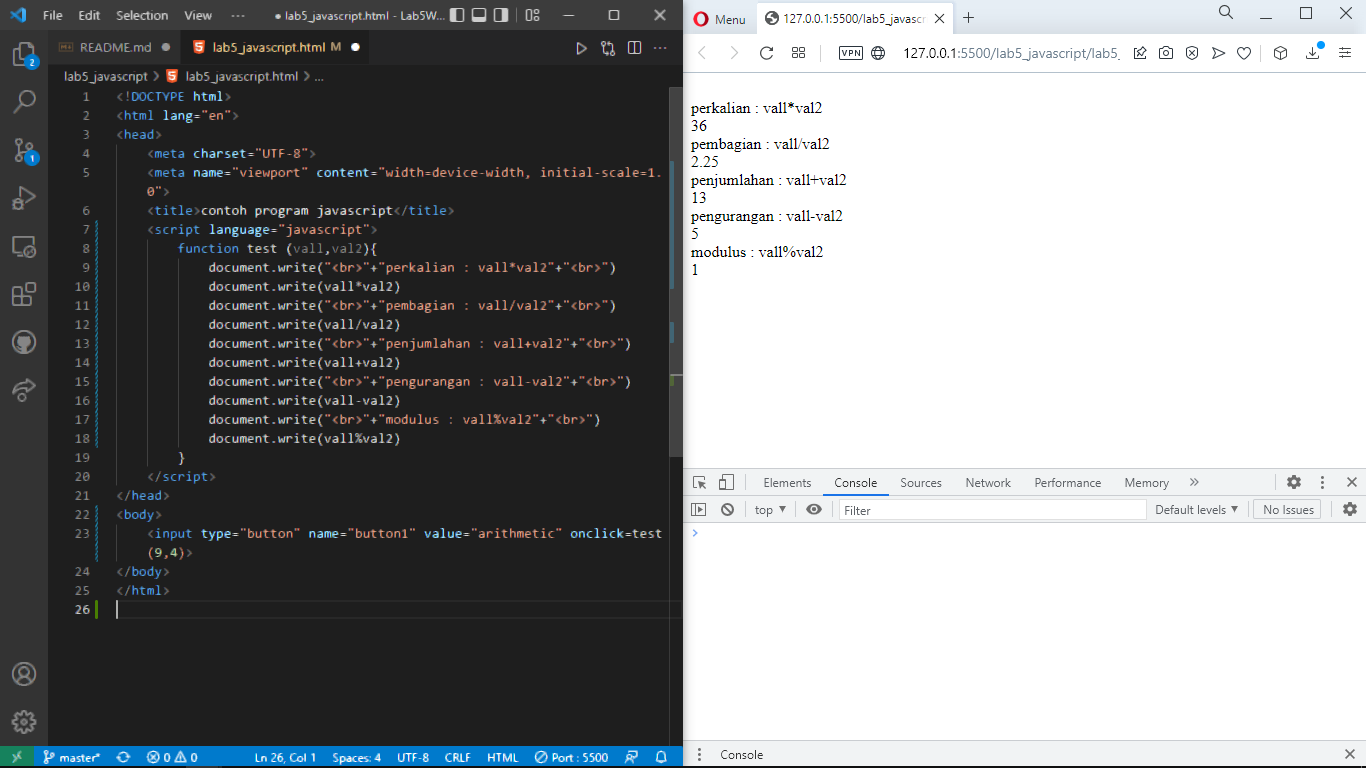 File Edit Selection View ··· ● lab5_javascript.html - Lab5W...
README.md ● lab5_javascript.html M ●
lab5_javascript > lab5_javascript.html > ...
1 <!DOCTYPE html>
2 <html lang="en">
3 <head>
4 <meta charset="UTF-8">
5 <meta name="viewport" content="width=device-width, initial-scale=1.
0">
6 <title>contoh program javascript</title>
7 <script language="javascript">
8 function test (vall,val2){
9 document.write("<br>"+"perkalian : vall*val2"+"<br>")
10 document.write(vall*val2)
11 document.write("<br>"+"pembagian : vall/val2"+"<br>")
12 document.write(vall/val2)
13 document.write("<br>"+"penjumlahan : vall+val2"+"<br>")
14 document.write(vall+val2)
15 document.write("<br>"+"pengurangan : vall-val2"+"<br>")
16 document.write(vall-val2)
17 document.write("<br>"+"modulus : vall%val2"+"<br>")
18 document.write(vall%val2)
19 }
20 </script>
21 </head>
22 <body>
23 <input type="button" name="button1" value="arithmetic" onclick=test
(9,4)>
24 </body>
25 </html>
26
2
1
master* 0 0 Ln 26, Col 1 Spaces: 4 UTF-8 CRLF HTML Port : 5500
Menu 127.0.0.1:5500/lab5_javasc
VPN 127.0.0.1:5500/lab5_javascript/lab5_
perkalian : vall*val2
36
pembagian : vall/val2
2.25
penjumlahan : vall+val2
13
pengurangan : vall-val2
5
modulus : vall%val2
1
Elements Console Sources Network Performance Memory »
top ▼ Filter Default levels ▼ No Issues
>
Console